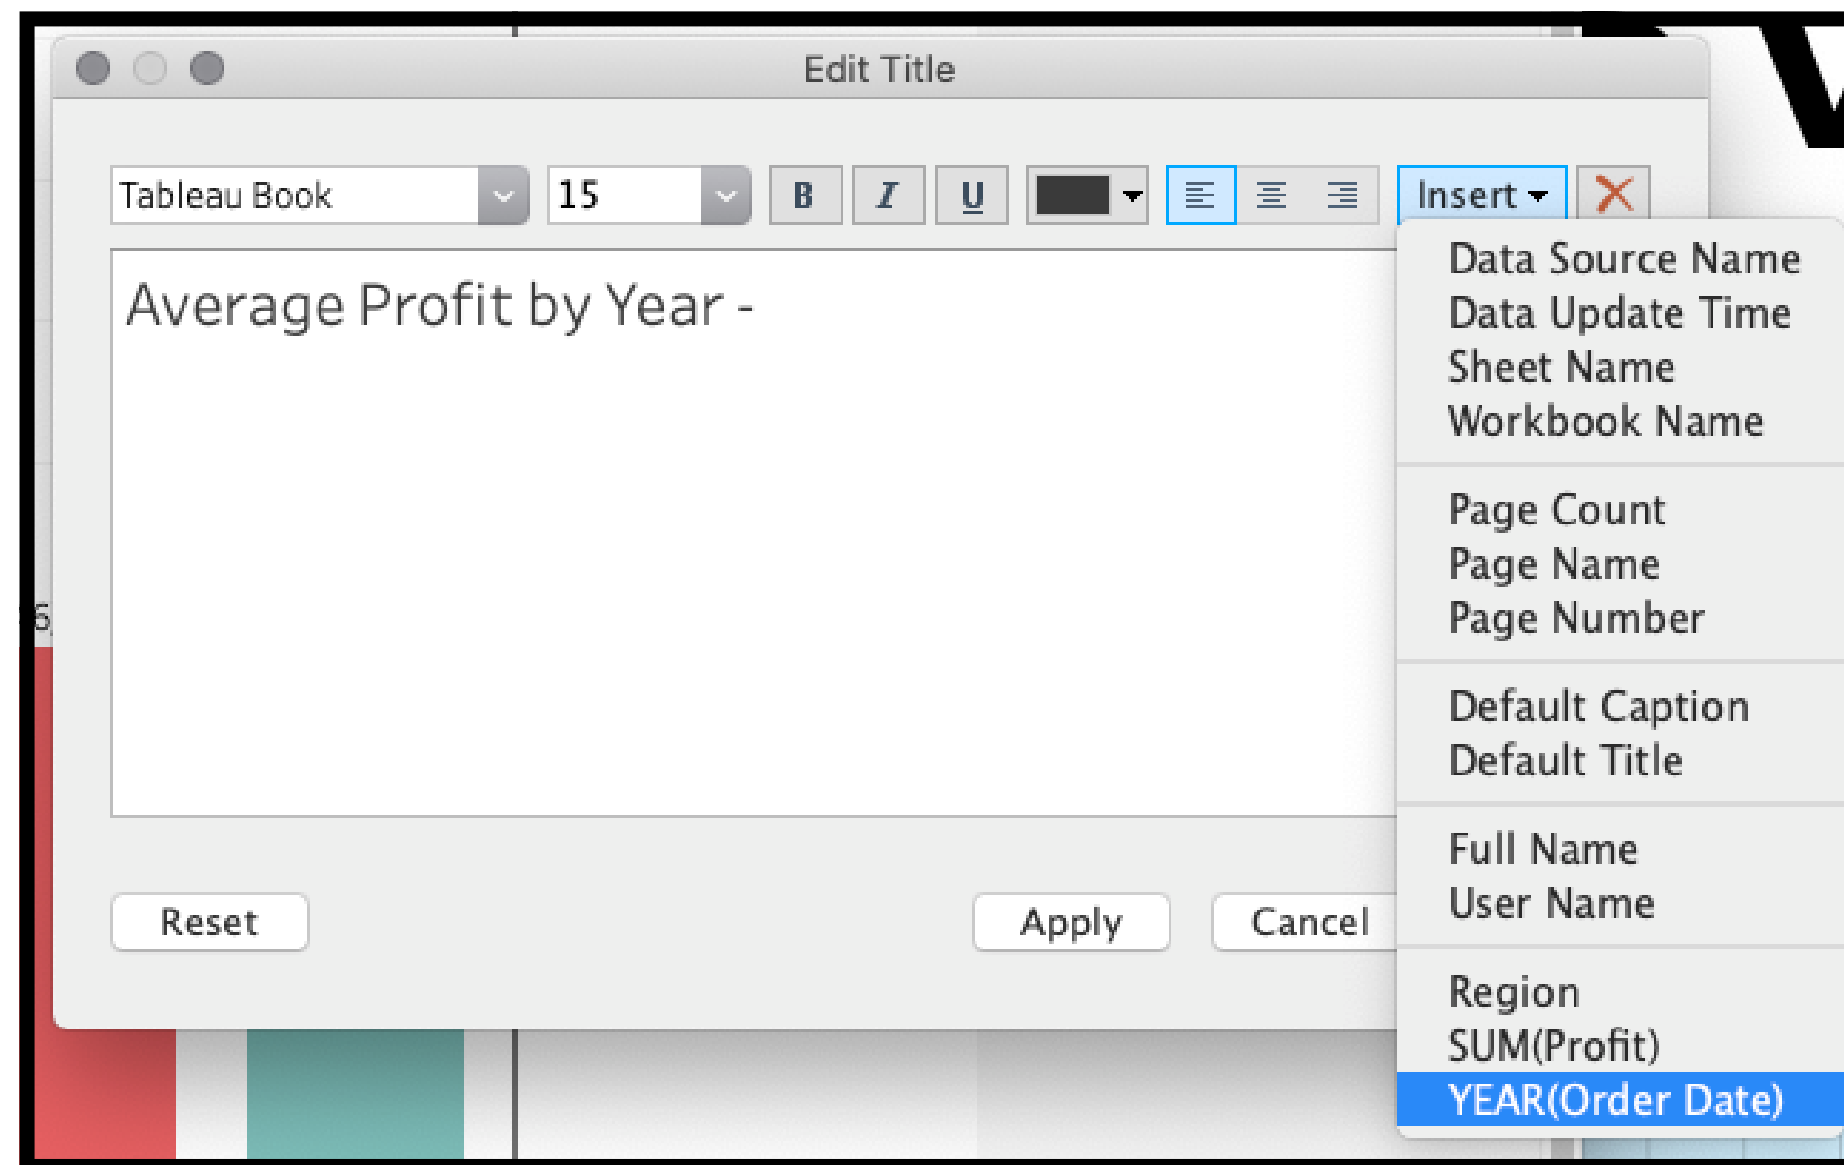 Edit Title
Tableau Book 15 B I U Insert
Average Profit by Year -
Data Source Name
Data Update Time
Sheet Name
Workbook Name
Page Count
Page Name
Page Number
Default Caption
Default Title
Full Name
User Name
Region
SUM(Profit)
YEAR(Order Date)
6
Reset Apply Cancel